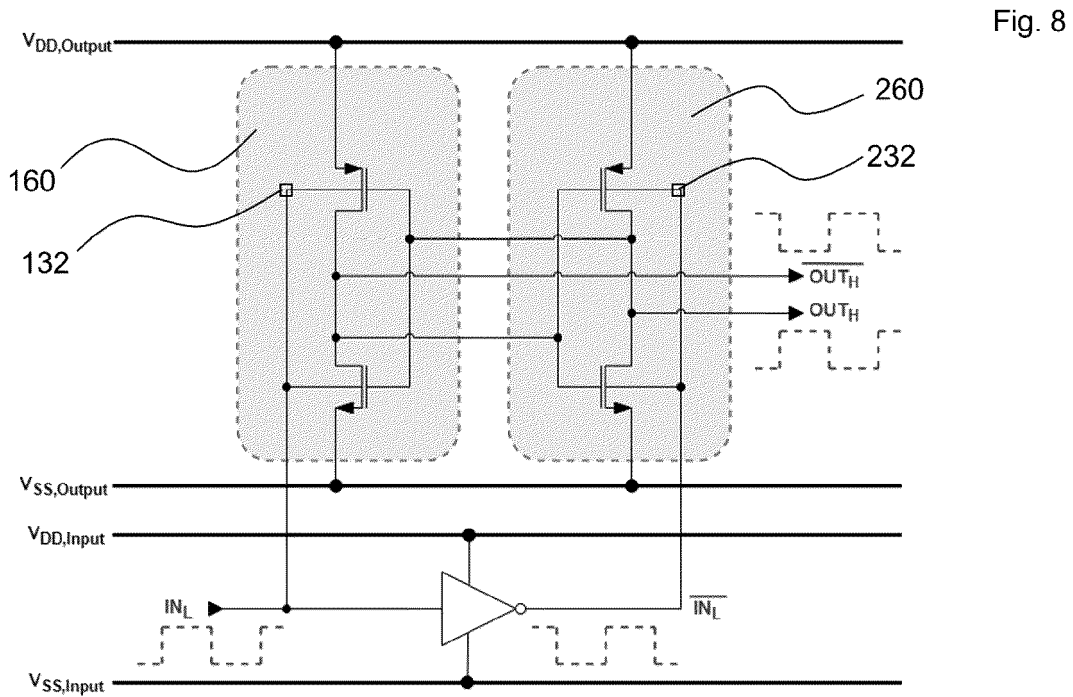 Fig. 8
V_DD,Output
260
160
232
132
OUT_H
OUT_H
V_SS,Output
V_DD,Input
IN_L
IN_L
V_SS,Input